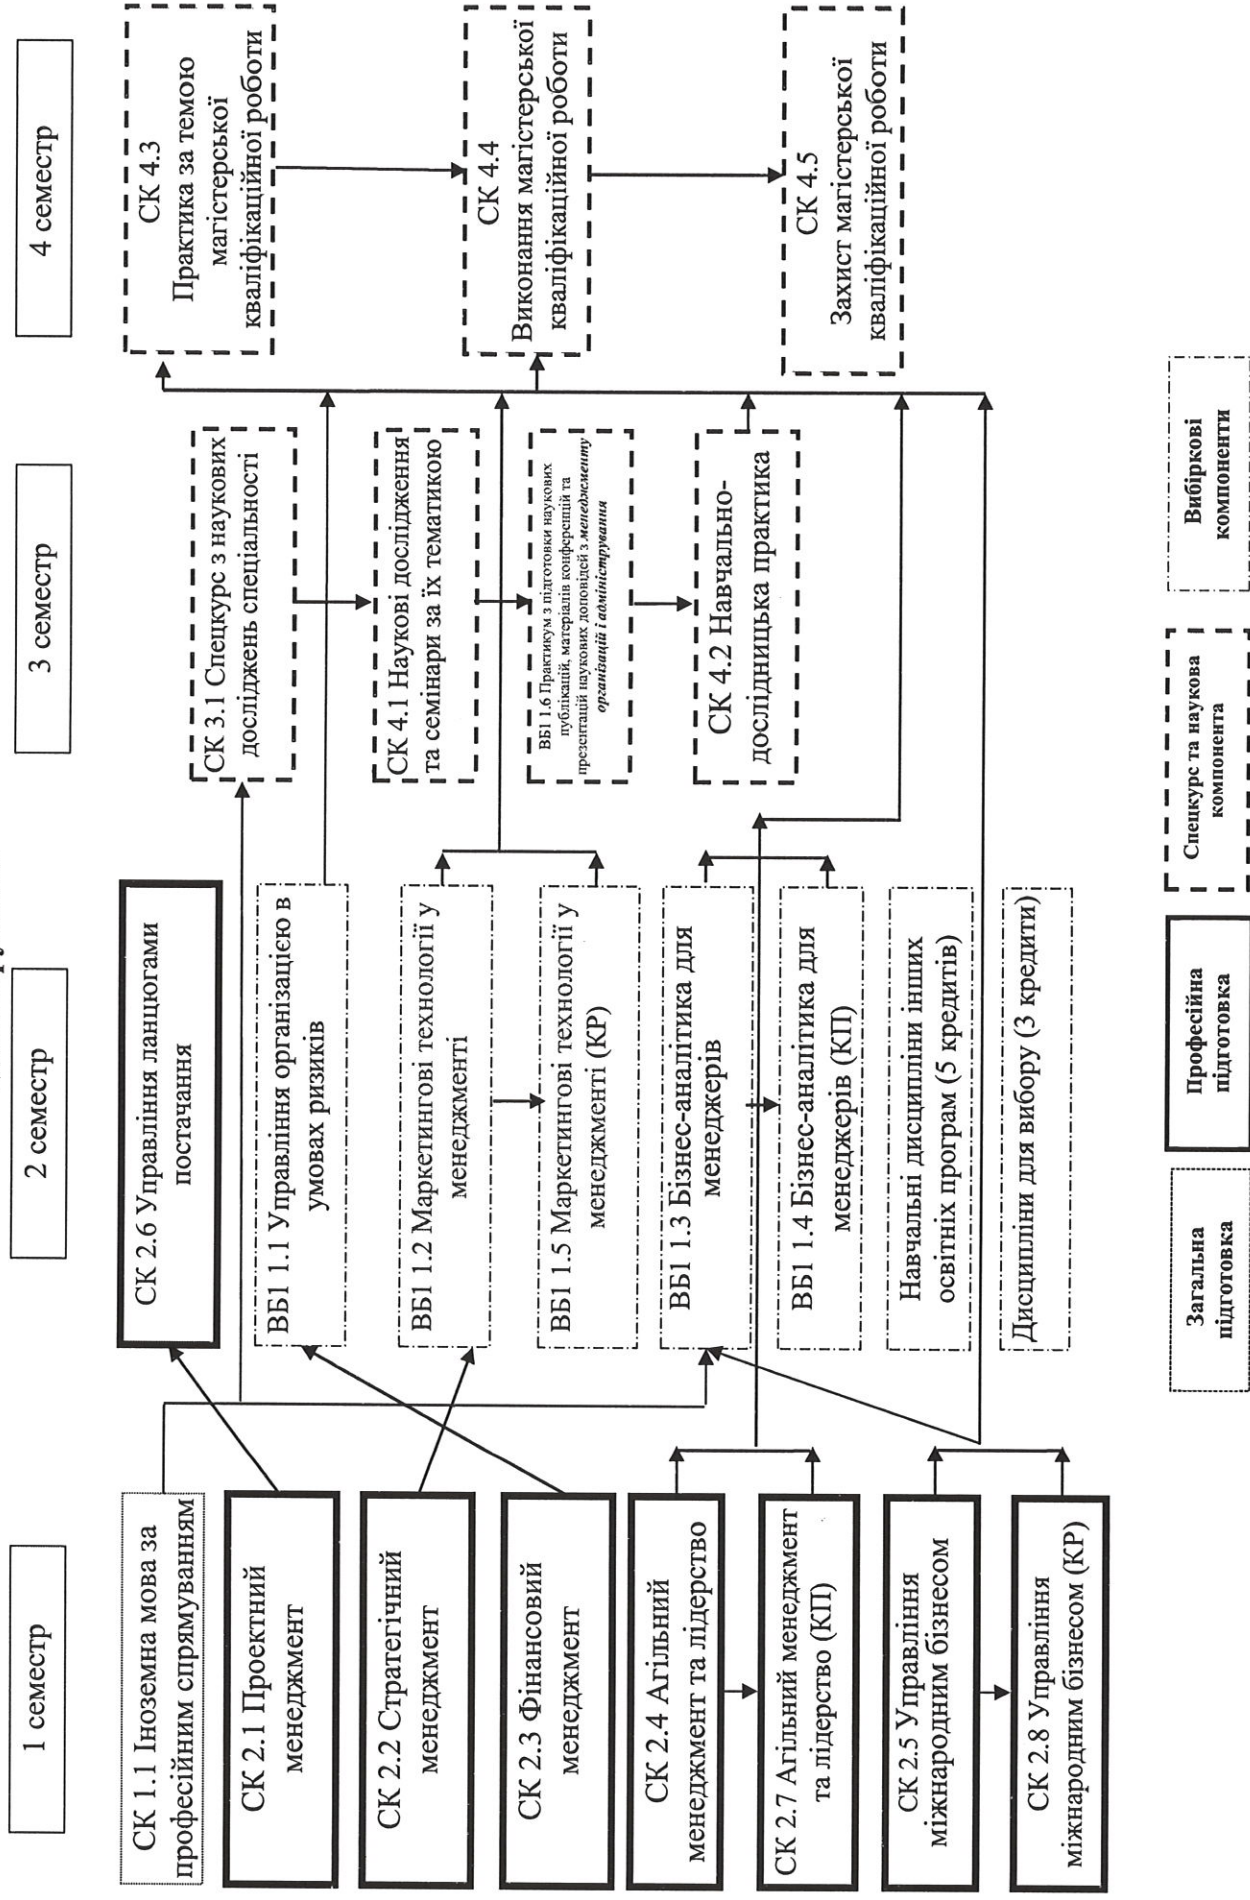 1 семестр
2 семестр
3 семестр
4 семестр
СК 1.1 Іноземна мова за
професійним спрямуванням
СК 2.1 Проектний
менеджмент
СК 2.2 Стратегічний
менеджмент
СК 2.3 Фінансовий
менеджмент
СК 2.4 Агільний
менеджмент та лідерство
СК 2.7 Агільний менеджмент
та лідерство (КП)
СК 2.5 Управління
міжнародним бізнесом
СК 2.8 Управління
міжнародним бізнесом (КР)
СК 2.6 Управління ланцюгами
постачання
ВБ1 1.1 Управління організацією в
умовах ризиків
ВБ1 1.2 Маркетингові технології у
менеджменті
ВБ1 1.5 Маркетингові технології у
менеджменті (КР)
ВБ1 1.3 Бізнес-аналітика для
менеджерів
ВБ1 1.4 Бізнес-аналітика для
менеджерів (КП)
Навчальні дисципліни інших
освітніх програм (5 кредитів)
Дисципліни для вибору (3 кредити)
СК 3.1 Спецкурс з наукових
досліджень спеціальності
СК 4.1 Наукові дослідження
та семінари за їх тематикою
ВБ1 1.6 Практикум з підготовки наукових
публікацій, матеріалів конференцій та
презентацій наукових доповідей з менеджменту
організацій і адміністрування
СК 4.2 Навчально-
дослідницька практика
СК 4.3
Практика за темою
магістерської
кваліфікаційної роботи
СК 4.4
Виконання магістерської
кваліфікаційної роботи
СК 4.5
Захист магістерської
кваліфікаційної роботи
Загальна
підготовка
Професійна
підготовка
Спецкурс та наукова
компонента
Вибіркові
компоненти